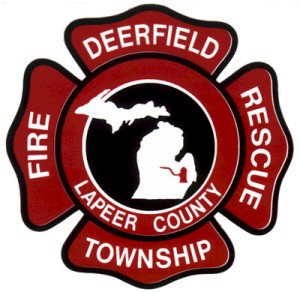 DEERFIELD
FIRE
RESCUE
LAPEER COUNTY
TOWNSHIP